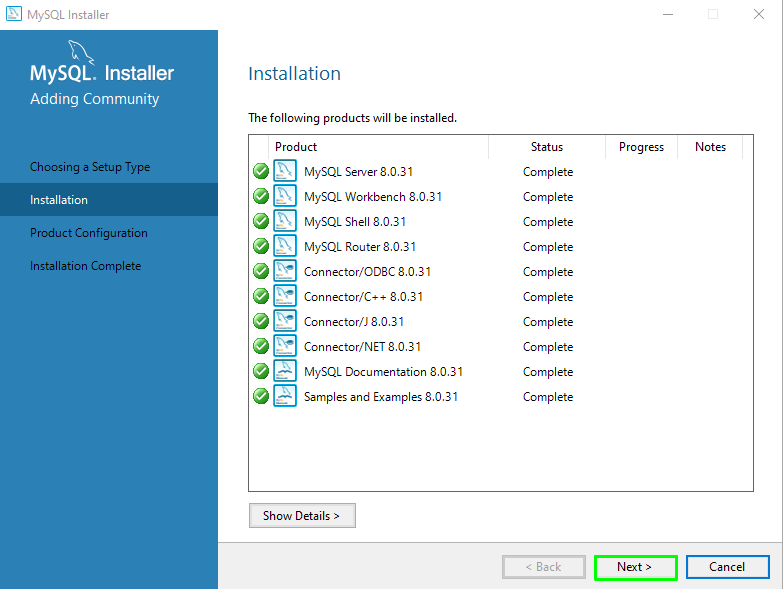 MySQL Installer
MySQL. Installer
Adding Community
Choosing a Setup Type
Installation
Product Configuration
Installation Complete
Installation
The following products will be installed.
Product Status Progress Notes
MySQL Server 8.0.31 Complete
MySQL Workbench 8.0.31 Complete
MySQL Shell 8.0.31 Complete
MySQL Router 8.0.31 Complete
Connector/ODBC 8.0.31 Complete
Connector/C++ 8.0.31 Complete
Connector/J 8.0.31 Complete
Connector/NET 8.0.31 Complete
MySQL Documentation 8.0.31 Complete
Samples and Examples 8.0.31 Complete
Show Details >
< Back Next > Cancel